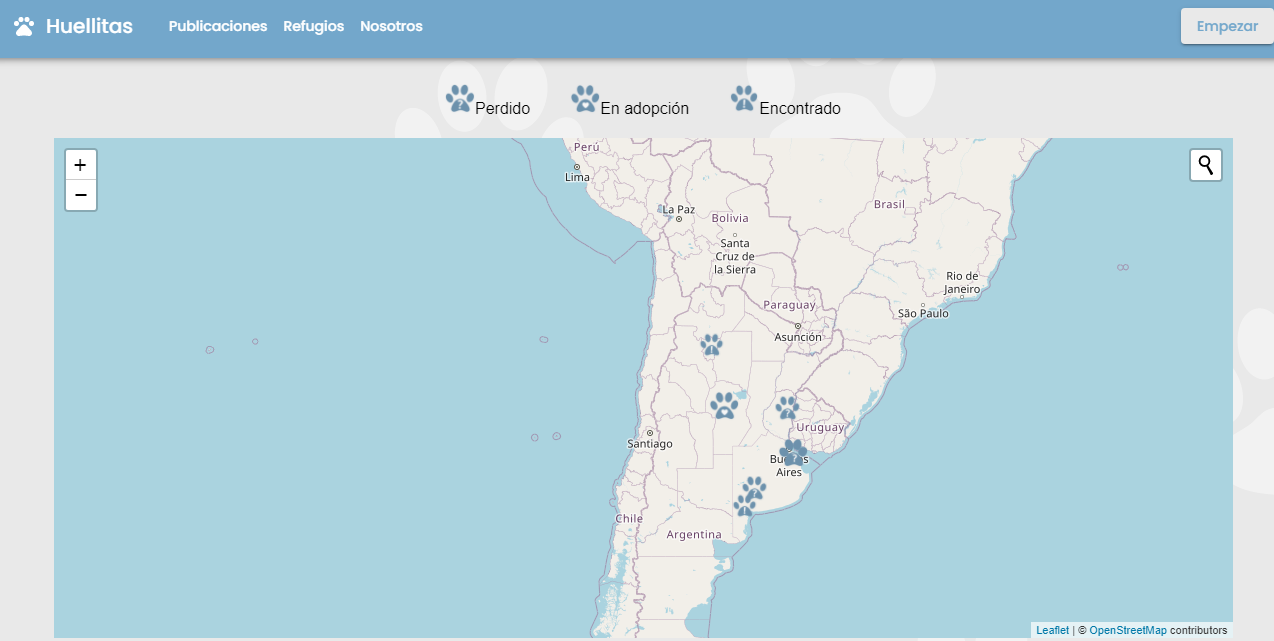 Huellitas Publicaciones Refugios Nosotros Empezar
Perdido En adopción Encontrado
+
−
Perú
Lima
La Paz
Bolivia
Brasil
Santa
Cruz de
la Sierra
Rio de
Janeiro
Paraguay
São Paulo
Asunción
Uruguay
Santiago
Buenos
Aires
Chile
Argentina
Leaflet | © OpenStreetMap contributors